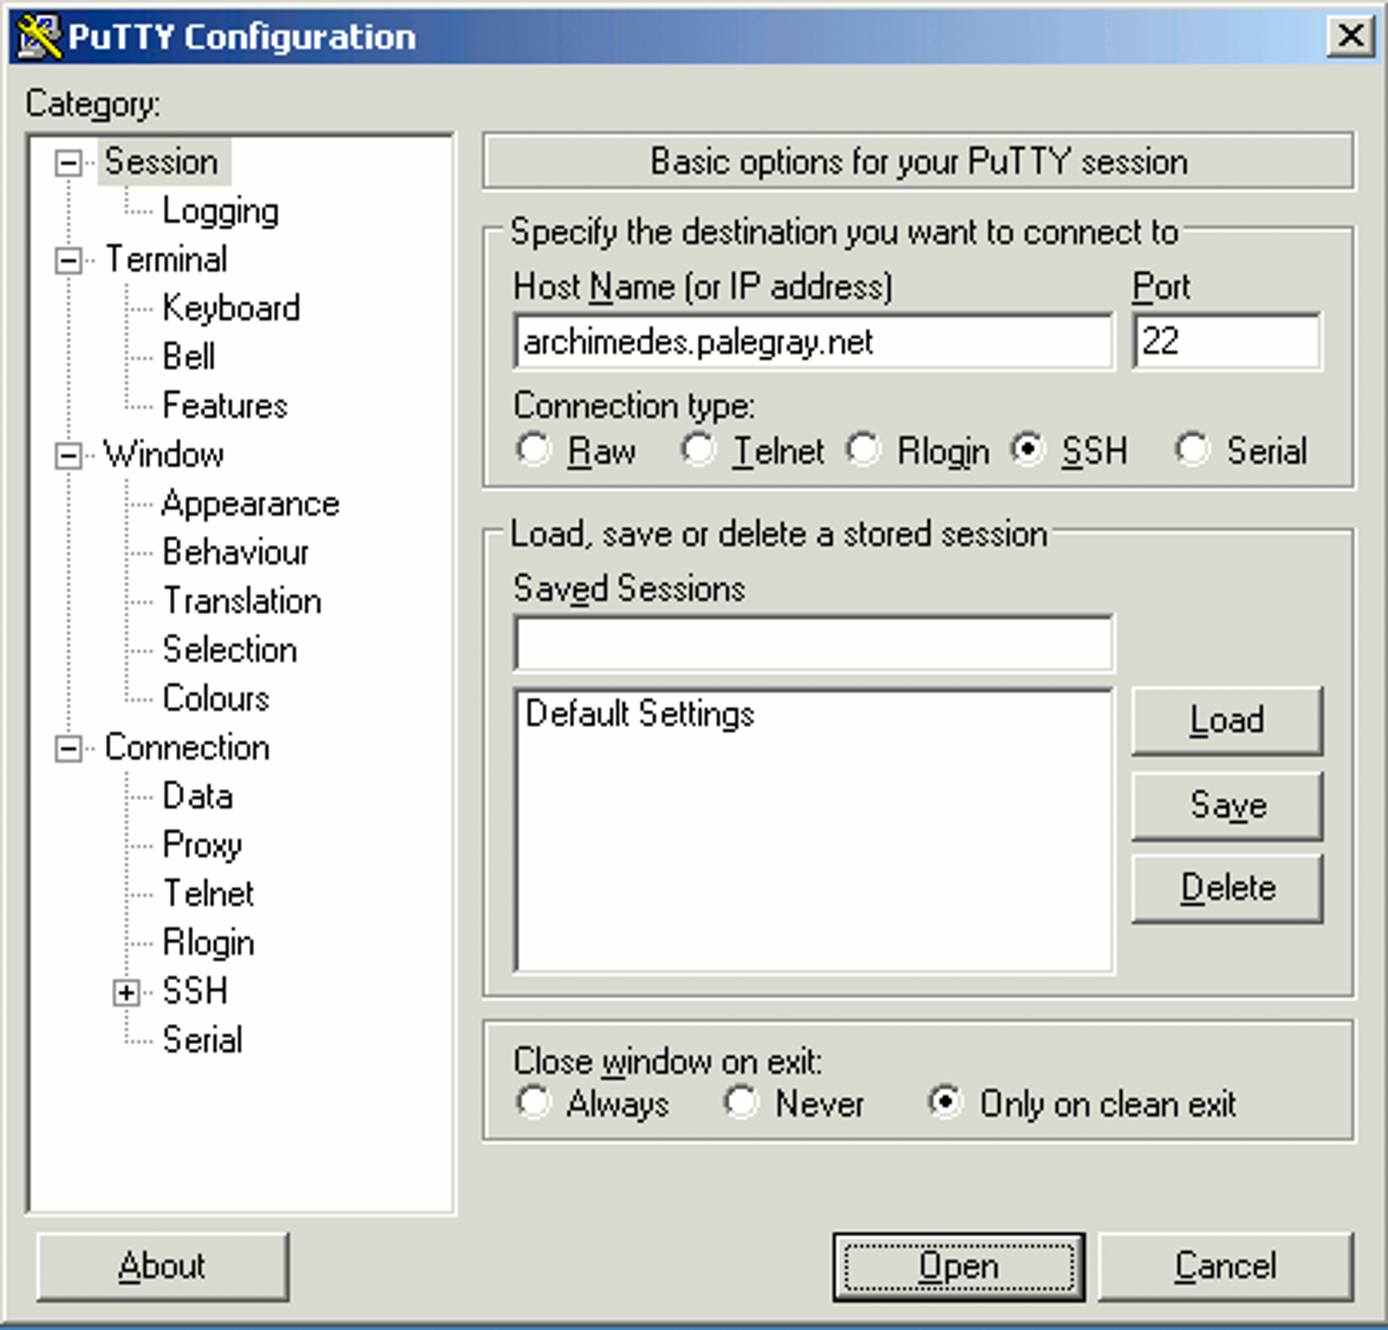 PuTTY Configuration
Category:
Session
Logging
Terminal
Keyboard
Bell
Features
Window
Appearance
Behaviour
Translation
Selection
Colours
Connection
Data
Proxy
Telnet
Rlogin
SSH
Serial
Basic options for your PuTTY session
Specify the destination you want to connect to
Host Name (or IP address) Port
archimedes.palegray.net 22
Connection type:
Raw Telnet Rlogin SSH Serial
Load, save or delete a stored session
Saved Sessions
Default Settings
Load
Save
Delete
Close window on exit:
Always Never Only on clean exit
About Open Cancel